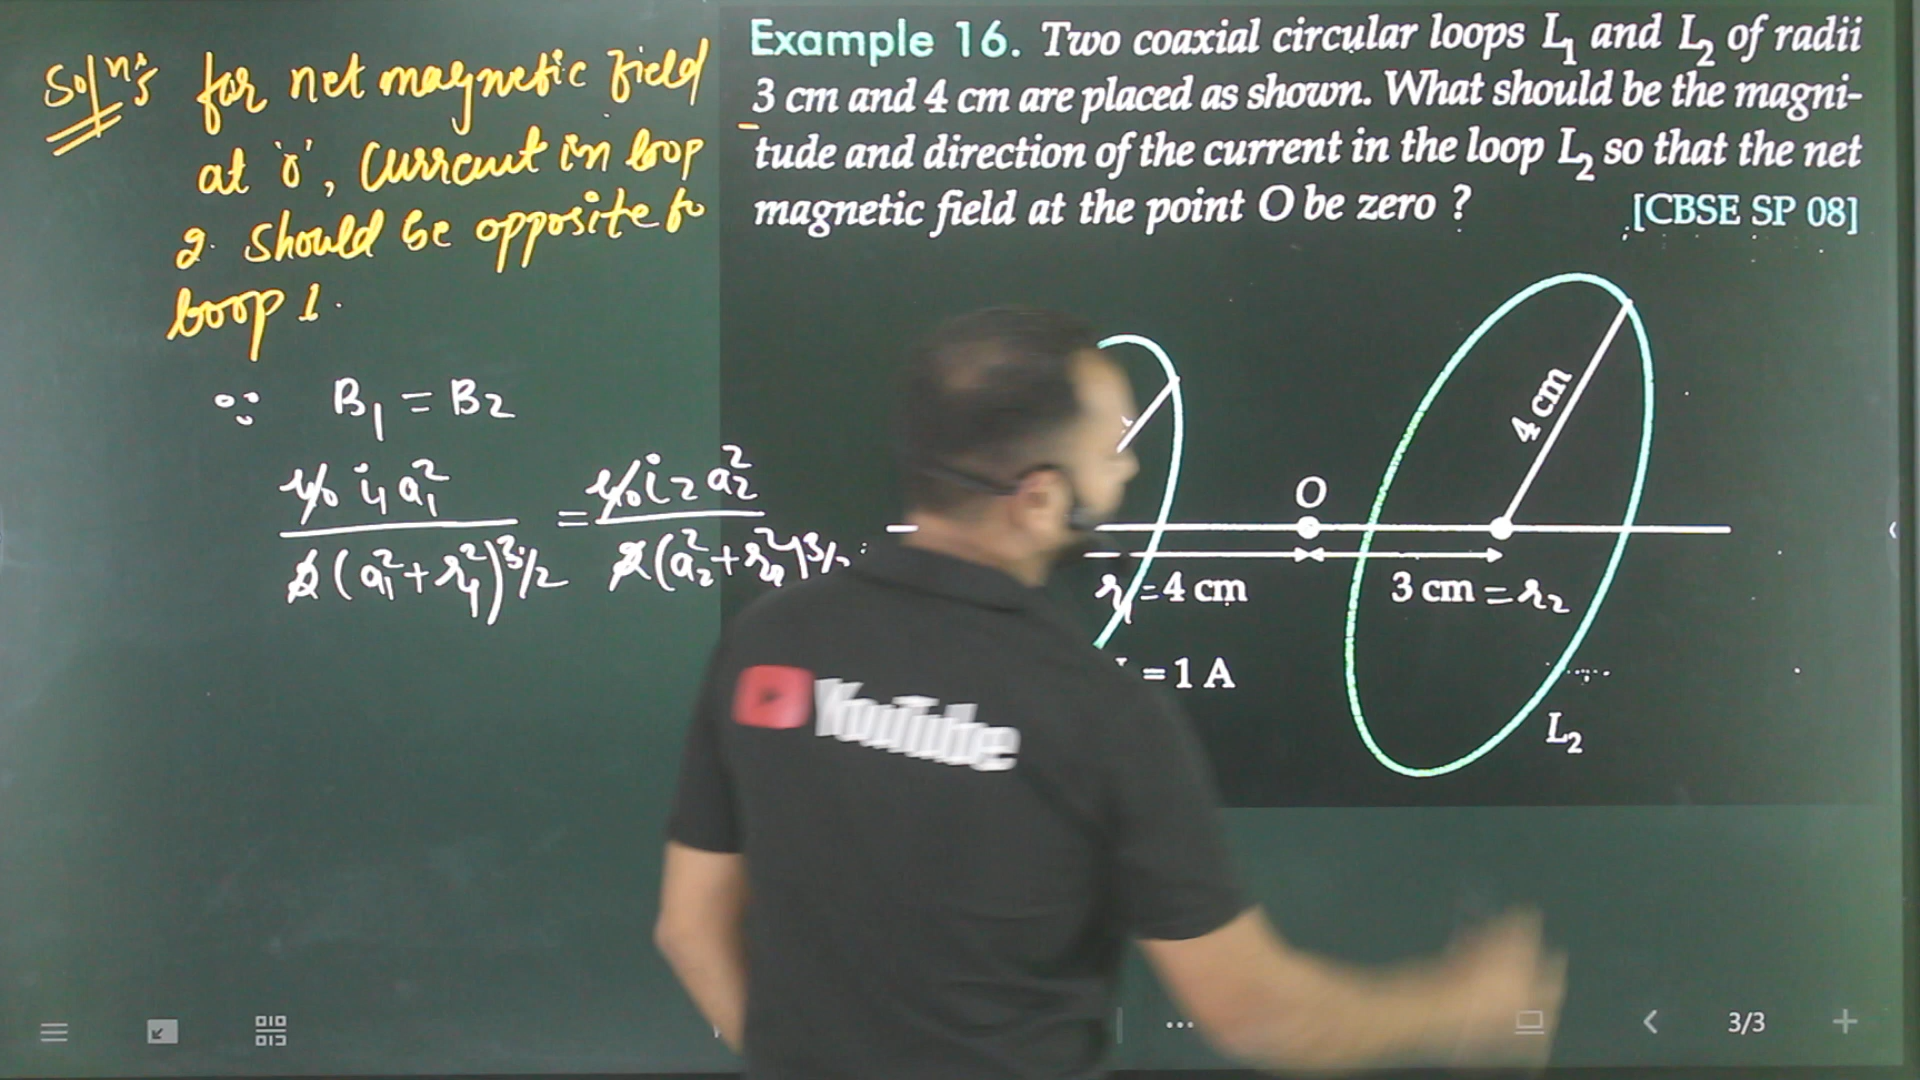 Soln:
for net magnetic field
at 'o', current in loop
2. Should be opposite to
loop 1.
∵ B₁ = B₂
μ₀ i₁ a₁² / 2(a₁² + r₁²)^3/2 = μ₀ i₂ a₂² / 2(a₂² + r₂²)^3/2
Example 16. Two coaxial circular loops L₁ and L₂ of radii
3 cm and 4 cm are placed as shown. What should be the magni-
tude and direction of the current in the loop L₂ so that the net
magnetic field at the point O be zero ?
[CBSE SP 08]
4 cm
O
r₁ = 4 cm
3 cm = r₂
= 1 A
L₂
YouTube
3/3